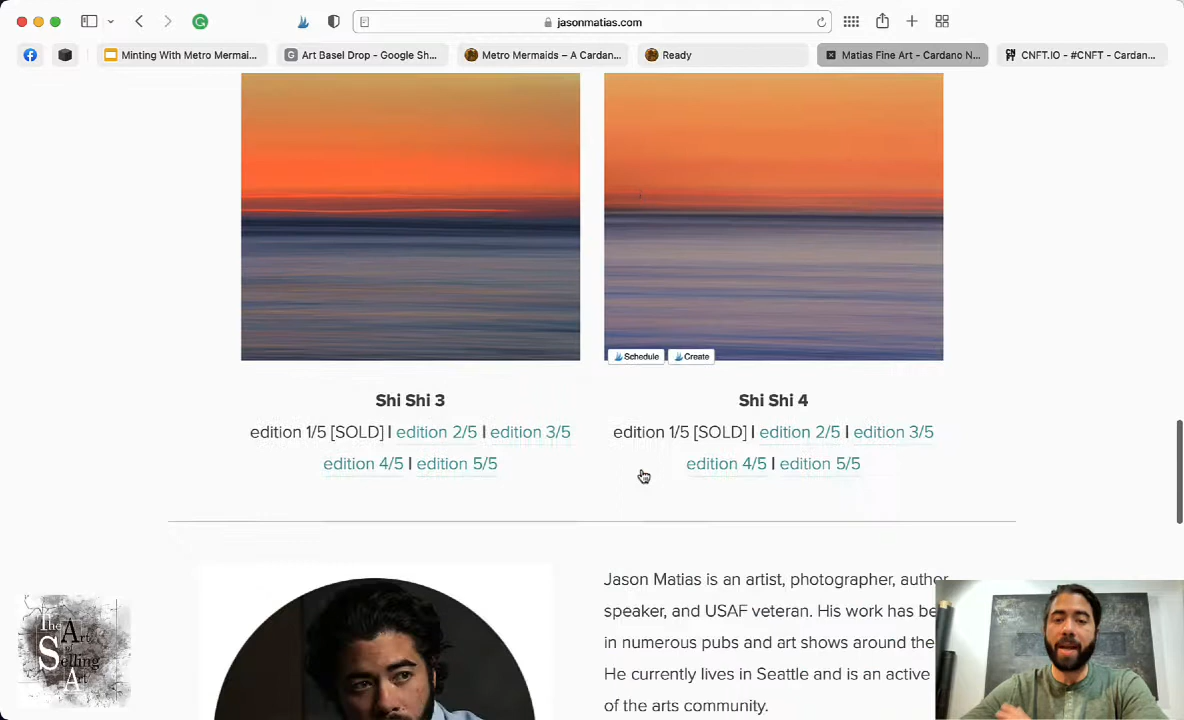 jasonmatias.com
Minting With Metro Mermai...
Art Basel Drop - Google Sh...
Metro Mermaids – A Cardan...
Ready
Matias Fine Art - Cardano N...
CNFT.IO - #CNFT - Cardan...
Schedule
Create
Shi Shi 3
edition 1/5 [SOLD] | edition 2/5 | edition 3/5
edition 4/5 | edition 5/5
Shi Shi 4
edition 1/5 [SOLD] | edition 2/5 | edition 3/5
edition 4/5 | edition 5/5
Jason Matias is an artist, photographer, author
speaker, and USAF veteran. His work has be
in numerous pubs and art shows around the
He currently lives in Seattle and is an active
of the arts community.
The
Art
of
Selling
Art